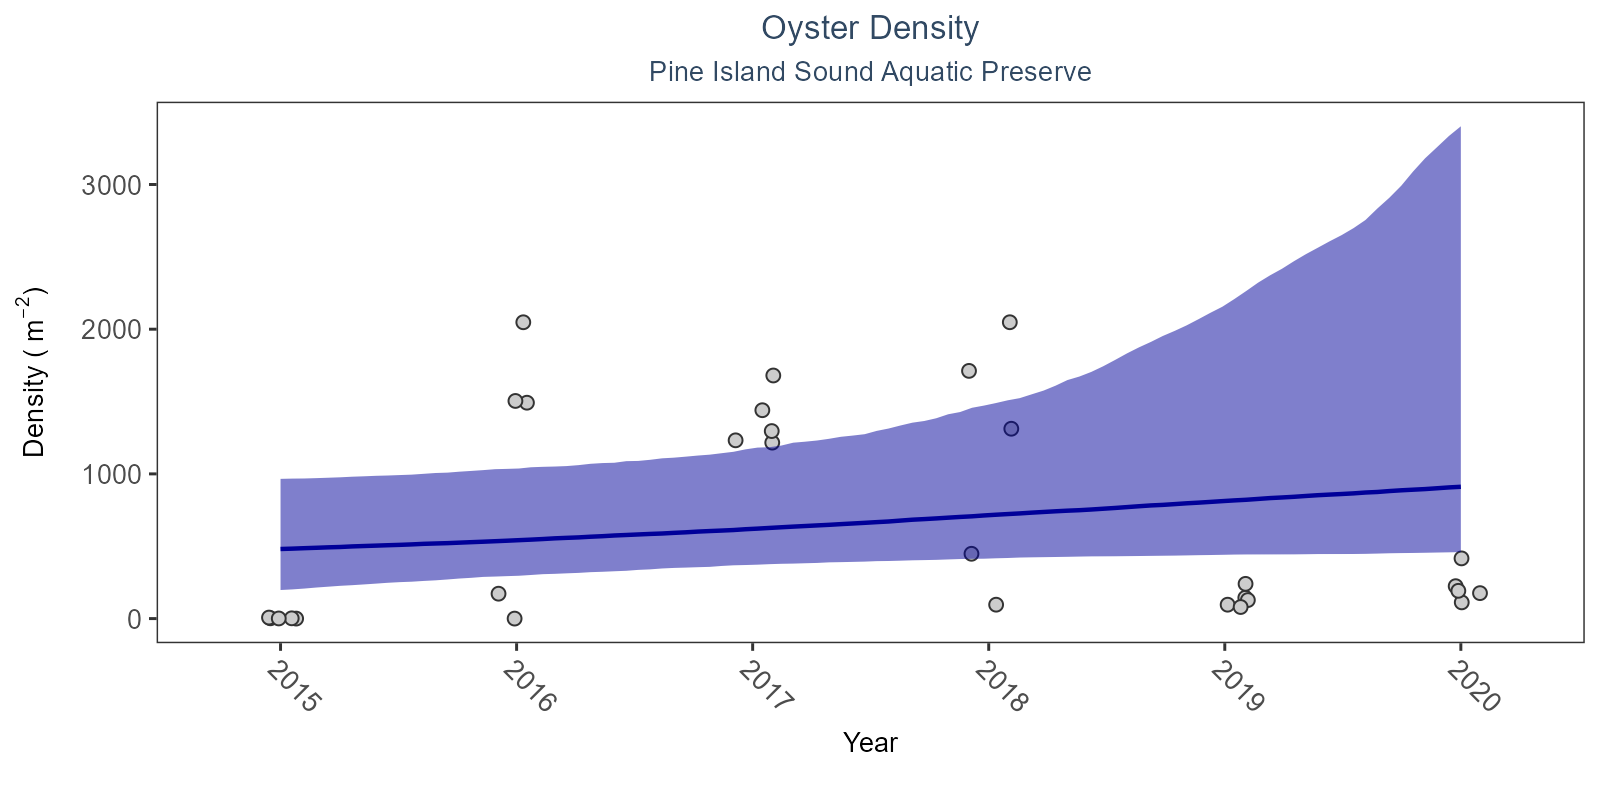 Oyster Density
Pine Island Sound Aquatic Preserve
Density ( m⁻²)
3000
2000
1000
0
2015
2016
2017
2018
2019
2020
Year